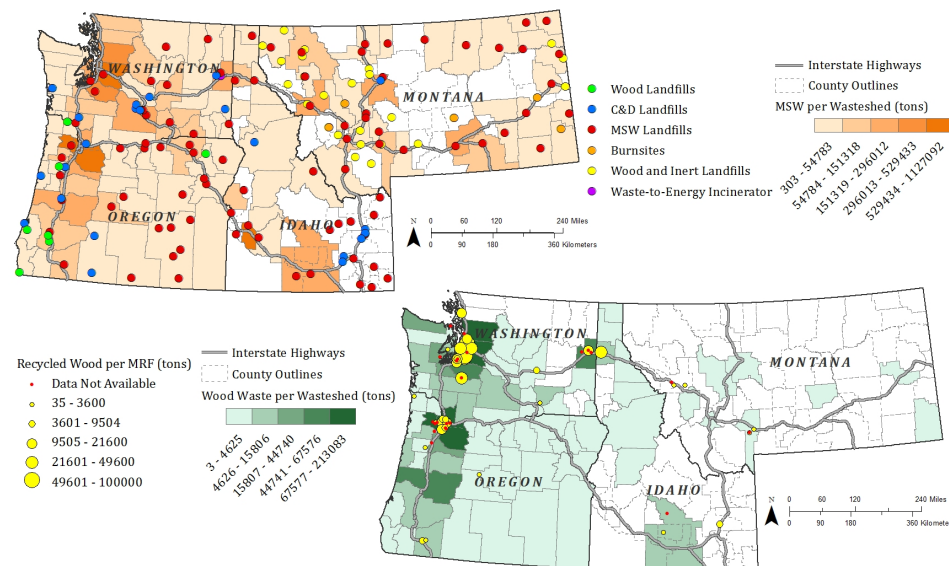 WASHINGTON
MONTANA
OREGON
IDAHO
N
0 60 120 240 Miles
0 90 180 360 Kilometers
Wood Landfills
C&D Landfills
MSW Landfills
Burnsites
Wood and Inert Landfills
Waste-to-Energy Incinerator
Interstate Highways
County Outlines
MSW per Wasteshed (tons)
303 - 54783
54784 - 151318
151319 - 296012
296013 - 529433
529434 - 1127092
Recycled Wood per MRF (tons)
Data Not Available
35 - 3600
3601 - 9504
9505 - 21600
21601 - 49600
49601 - 100000
Interstate Highways
County Outlines
Wood Waste per Wasteshed (tons)
3 - 4625
4626 - 15806
15807 - 44740
44741 - 67576
67577 - 213083
WASHINGTON
MONTANA
OREGON
IDAHO
N
0 60 120 240 Miles
0 90 180 360 Kilomete